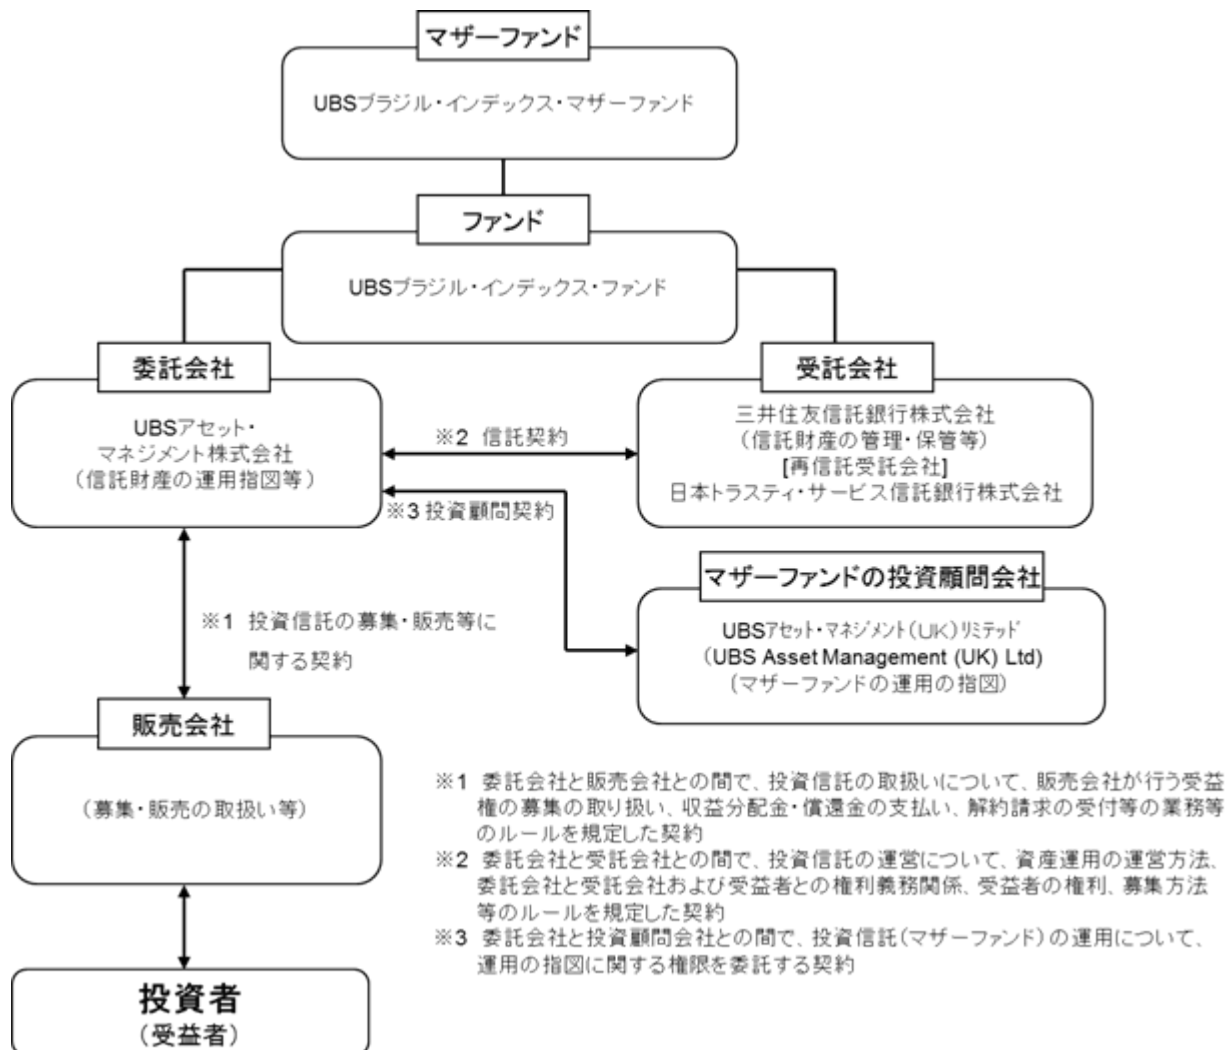 マザーファンド
UBSブラジル・インデックス・マザーファンド
ファンド
UBSブラジル・インデックス・ファンド
委託会社
UBSアセット・
マネジメント株式会社
(信託財産の運用指図等)
※2 信託契約
※3 投資顧問契約
受託会社
三井住友信託銀行株式会社
(信託財産の管理・保管等)
[再信託受託会社]
日本トラスティ・サービス信託銀行株式会社
マザーファンドの投資顧問会社
UBSアセット・マネジメント(UK)リミテッド
(UBS Asset Management (UK) Ltd)
(マザーファンドの運用の指図)
※1 投資信託の募集・販売等に
関する契約
販売会社
(募集・販売の取扱い等)
投資者
(受益者)
※1 委託会社と販売会社との間で、投資信託の取扱いについて、販売会社が行う受益
権の募集の取り扱い、収益分配金・償還金の支払い、解約請求の受付等の業務等
のルールを規定した契約
※2 委託会社と受託会社との間で、投資信託の運営について、資産運用の運営方法、
委託会社と受託会社および受益者との権利義務関係、受益者の権利、募集方法
等のルールを規定した契約
※3 委託会社と投資顧問会社との間で、投資信託(マザーファンド)の運用について、
運用の指図に関する権限を委託する契約